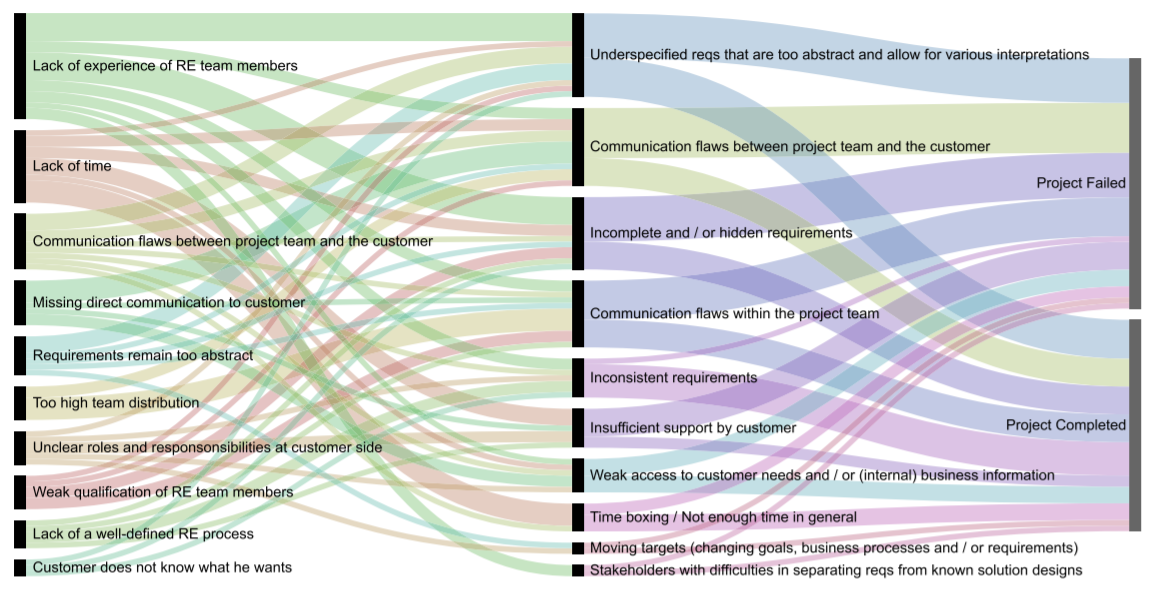 Lack of experience of RE team members
Lack of time
Communication flaws between project team and the customer
Missing direct communication to customer
Requirements remain too abstract
Too high team distribution
Unclear roles and responsonsibilities at customer side
Weak qualification of RE team members
Lack of a well-defined RE process
Customer does not know what he wants
Underspecified reqs that are too abstract and allow for various interpretations
Communication flaws between project team and the customer
Incomplete and / or hidden requirements
Communication flaws within the project team
Inconsistent requirements
Insufficient support by customer
Weak access to customer needs and / or (internal) business information
Time boxing / Not enough time in general
Moving targets (changing goals, business processes and / or requirements)
Stakeholders with difficulties in separating reqs from known solution designs
Project Failed
Project Completed